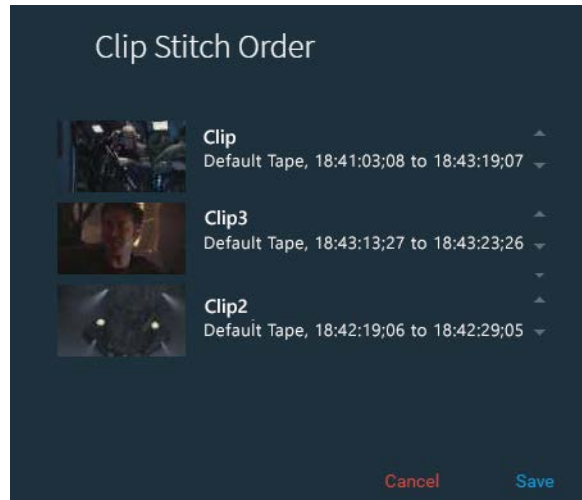 Clip Stitch Order
Clip
Default Tape, 18:41:03;08 to 18:43:19;07
Clip3
Default Tape, 18:43:13;27 to 18:43:23;26
Clip2
Default Tape, 18:42:19;06 to 18:42:29;05
Cancel Save